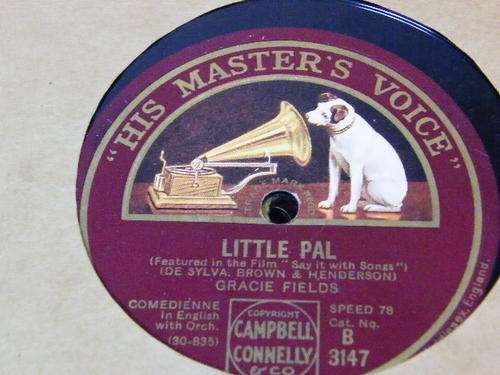 "HIS MASTER'S VOICE"
LITTLE PAL
(Featured in the Film "Say it with Songs")
(DE SYLVA. BROWN & HENDERSON)
GRACIE FIELDS
COMEDIENNE
In English
with Orch.
(30-835)
COPYRIGHT
CAMPBELL
CONNELLY
& CO
SPEED 78
Cat. No.
B
3147
England.